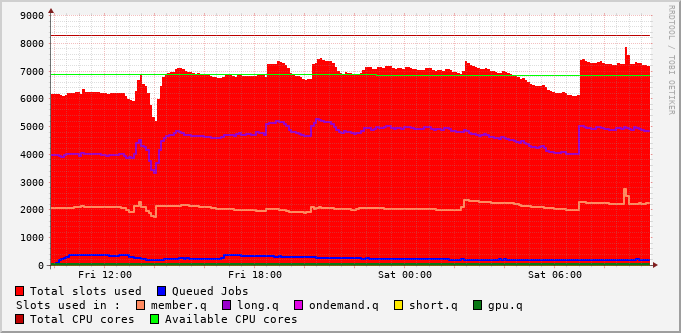 9000
8000
7000
6000
5000
4000
3000
2000
1000
0
Fri 12:00 Fri 18:00 Sat 00:00 Sat 06:00
Total slots used Queued Jobs
Slots used in : member.q long.q ondemand.q short.q gpu.q
Total CPU cores Available CPU cores
RRDTOOL / TOBI OETIKER